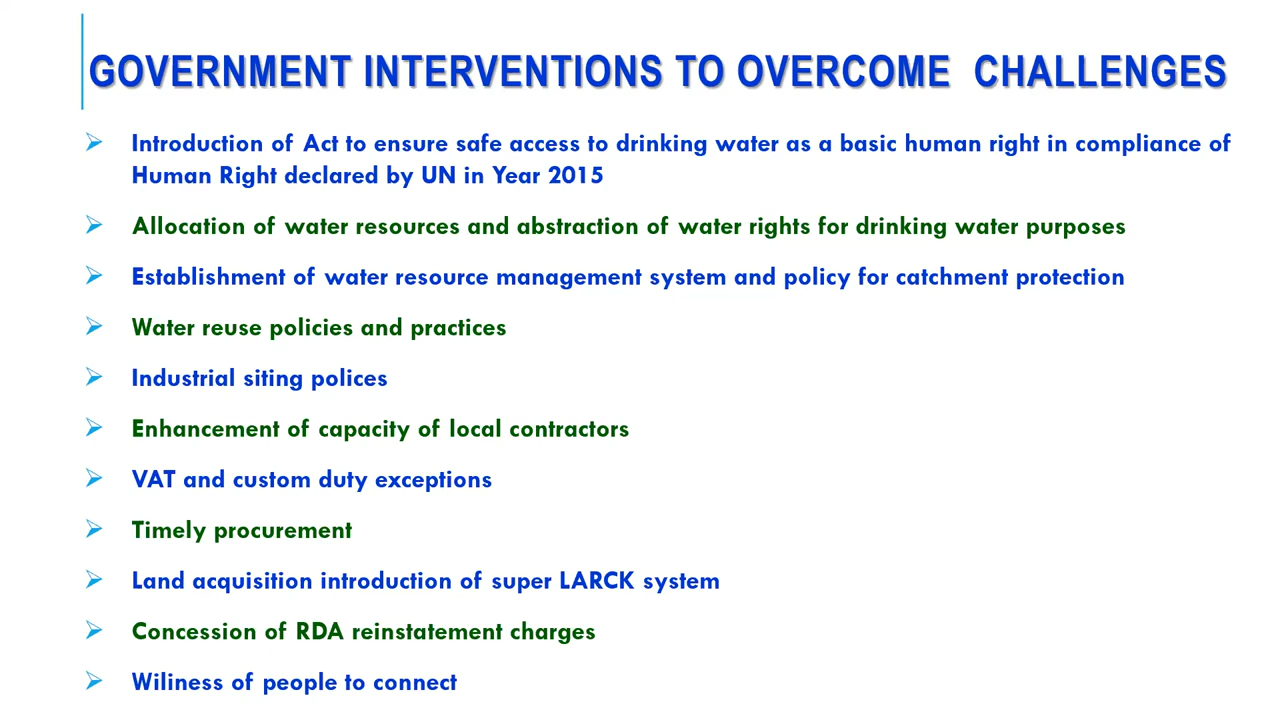 GOVERNMENT INTERVENTIONS TO OVERCOME CHALLENGES
Introduction of Act to ensure safe access to drinking water as a basic human right in compliance of
Human Right declared by UN in Year 2015
Allocation of water resources and abstraction of water rights for drinking water purposes
Establishment of water resource management system and policy for catchment protection
Water reuse policies and practices
Industrial siting polices
Enhancement of capacity of local contractors
VAT and custom duty exceptions
Timely procurement
Land acquisition introduction of super LARCK system
Concession of RDA reinstatement charges
Wiliness of people to connect